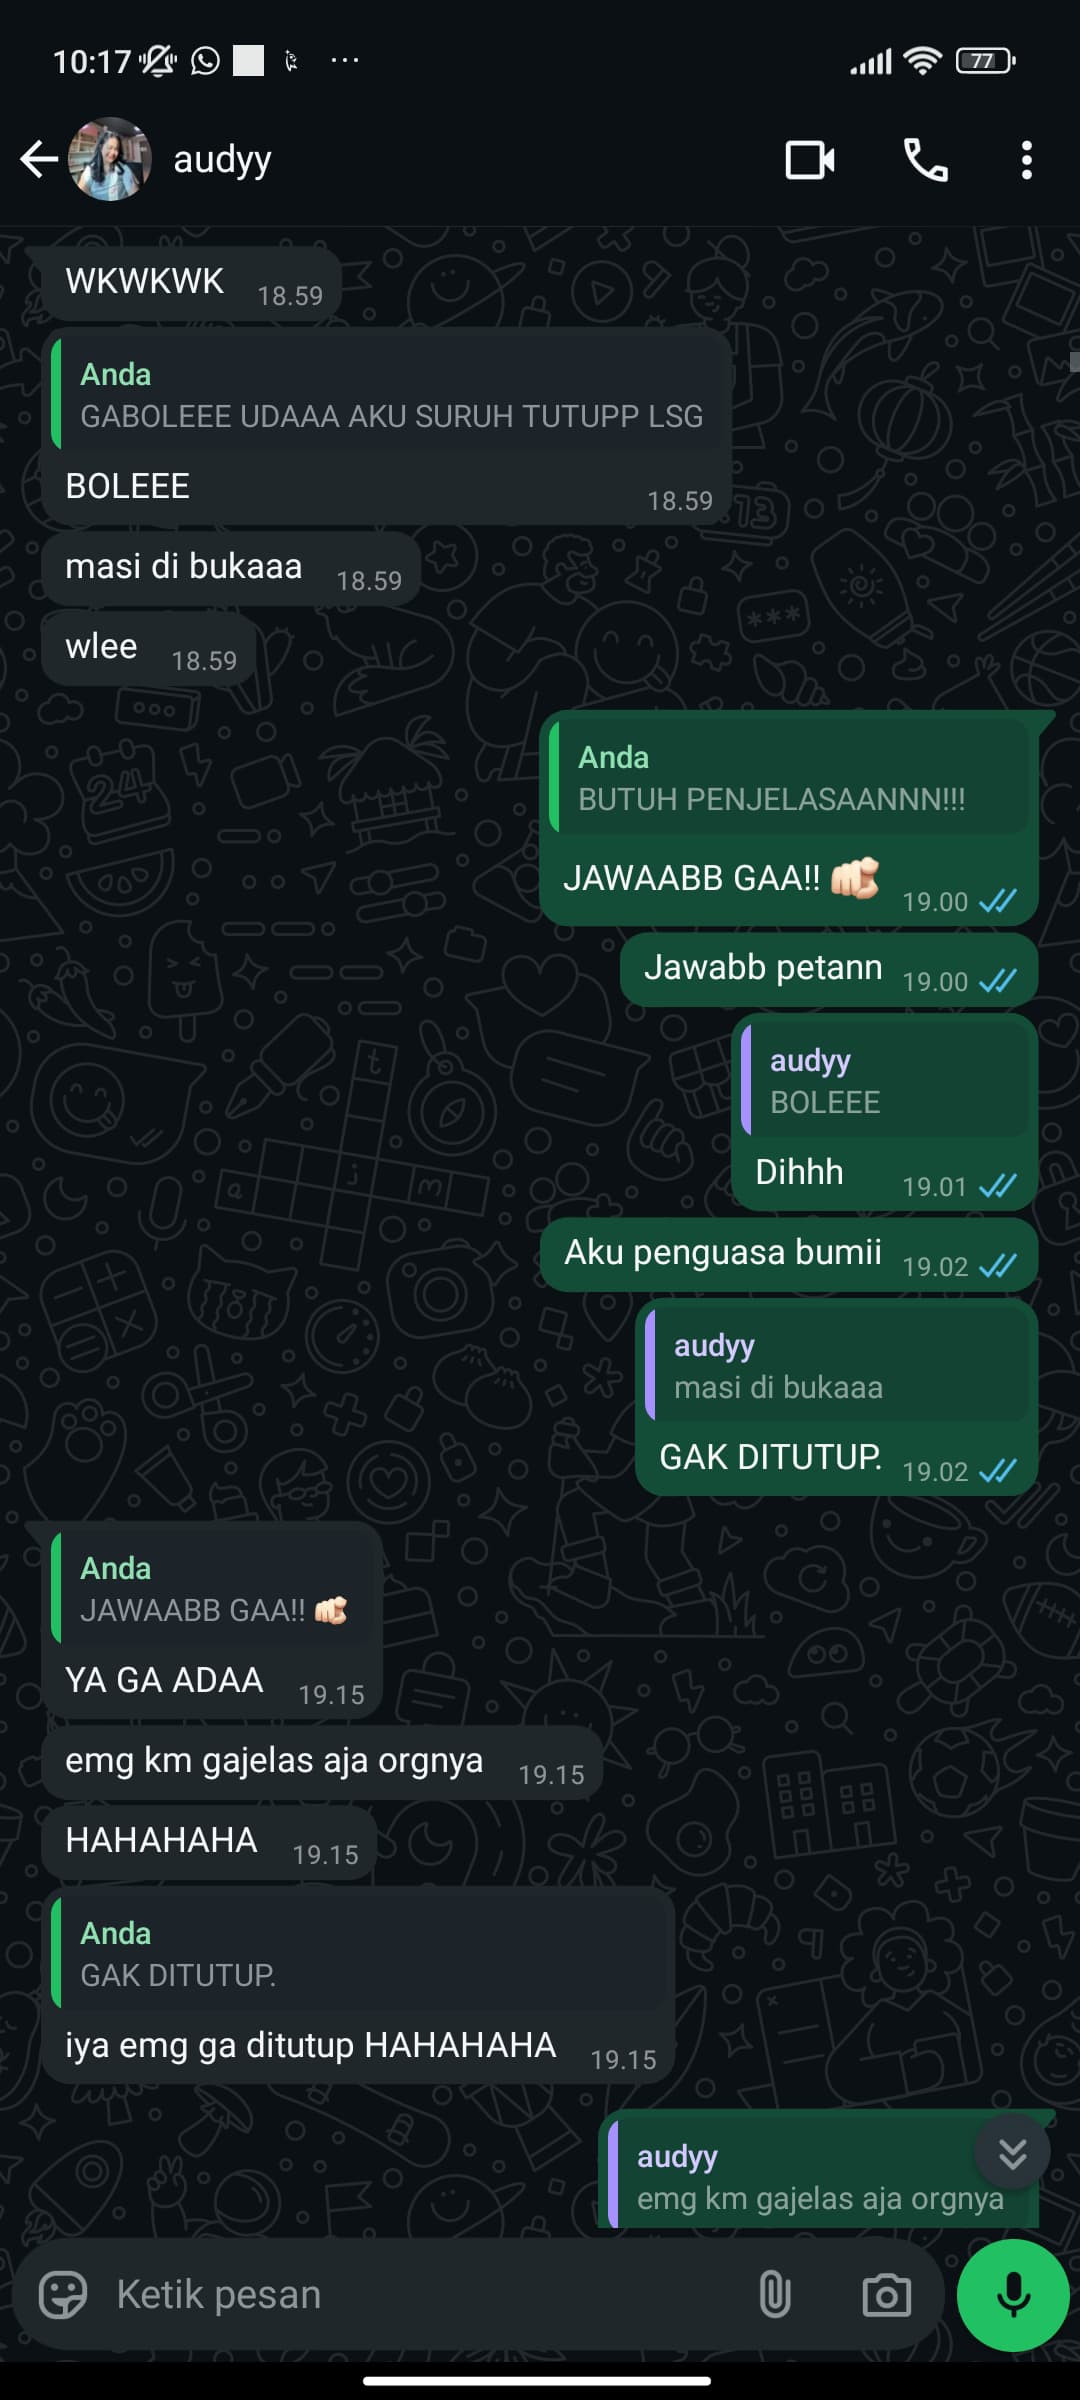 10:17
77
audyy
WKWKWK 18.59
Anda
GABOLEEE UDAAA AKU SURUH TUTUPP LSG
BOLEEE 18.59
masi di bukaaa 18.59
wlee 18.59
Anda
BUTUH PENJELASAANNN!!!
JAWAABB GAA!! 🫵🏻 19.00
Jawabb petann 19.00
audyy
BOLEEE
Dihhh 19.01
Aku penguasa bumii 19.02
audyy
masi di bukaaa
GAK DITUTUP. 19.02
Anda
JAWAABB GAA!! 🫵🏻
YA GA ADAA 19.15
emg km gajelas aja orgnya 19.15
HAHAHAHA 19.15
Anda
GAK DITUTUP.
iya emg ga ditutup HAHAHAHA 19.15
audyy
emg km gajelas aja orgnya
Ketik pesan